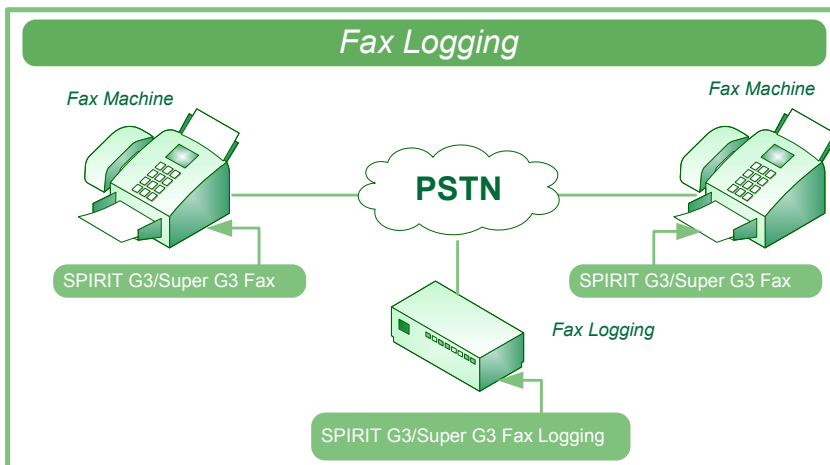 Fax Logging
Fax Machine
Fax Machine
PSTN
SPIRIT G3/Super G3 Fax
SPIRIT G3/Super G3 Fax
Fax Logging
SPIRIT G3/Super G3 Fax Logging